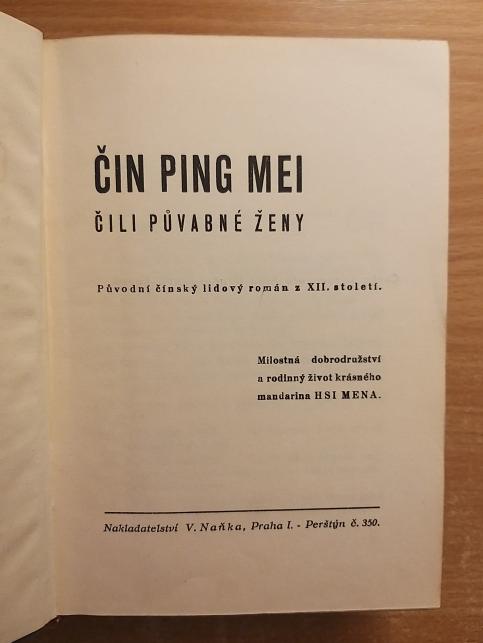 ČIN PING MEI
ČILI PŮVABNÉ ŽENY
Původní čínský lidový román z XII. století.
Milostná dobrodružství
a rodinný život krásného
mandarina HSI MENA.
Nakladatelství V. Naňka, Praha I. - Perštýn č. 350.